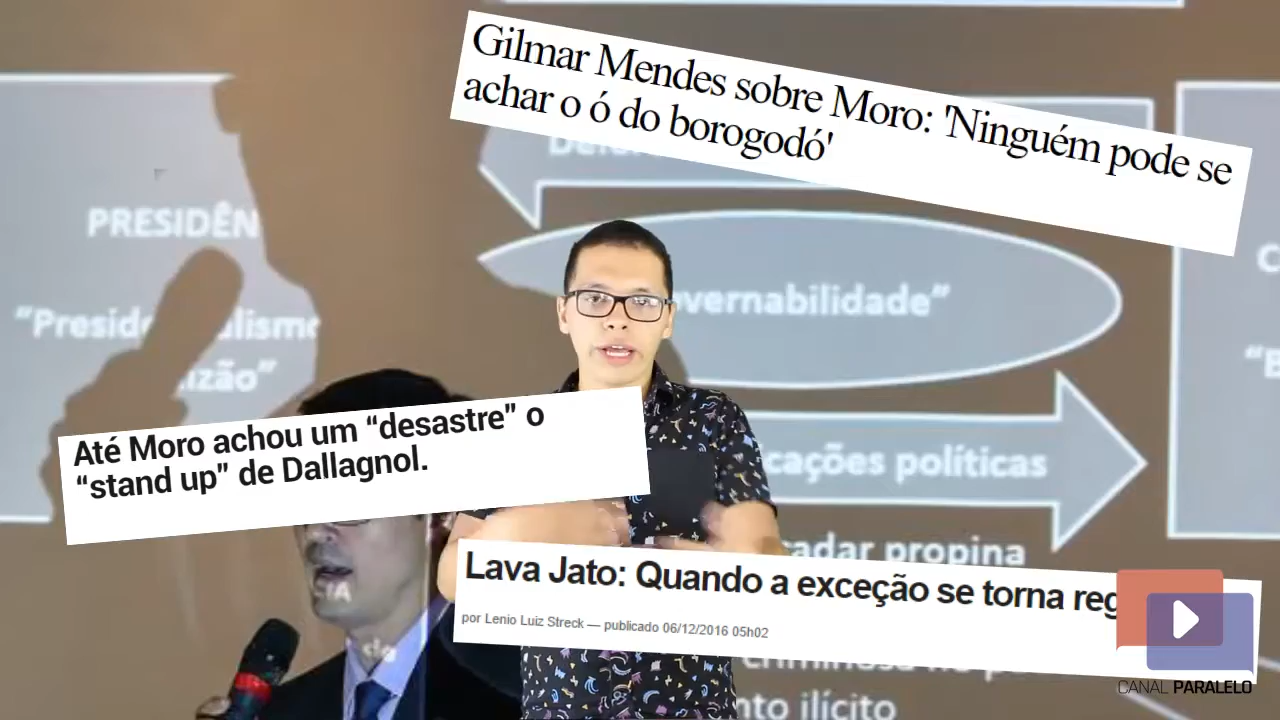 Gilmar Mendes sobre Moro: 'Ninguém pode se
achar o ó do borogodó'
PRESIDÊN
"Presid
alismo
izão"
vernabilidade"
Até Moro achou um “desastre” o
“stand up” de Dallagnol.
cações políticas
cadar propina
Lava Jato: Quando a exceção se torna reg
por Lenio Luiz Streck — publicado 06/12/2016 05h02
nto ilícito
CANAL PARALELO